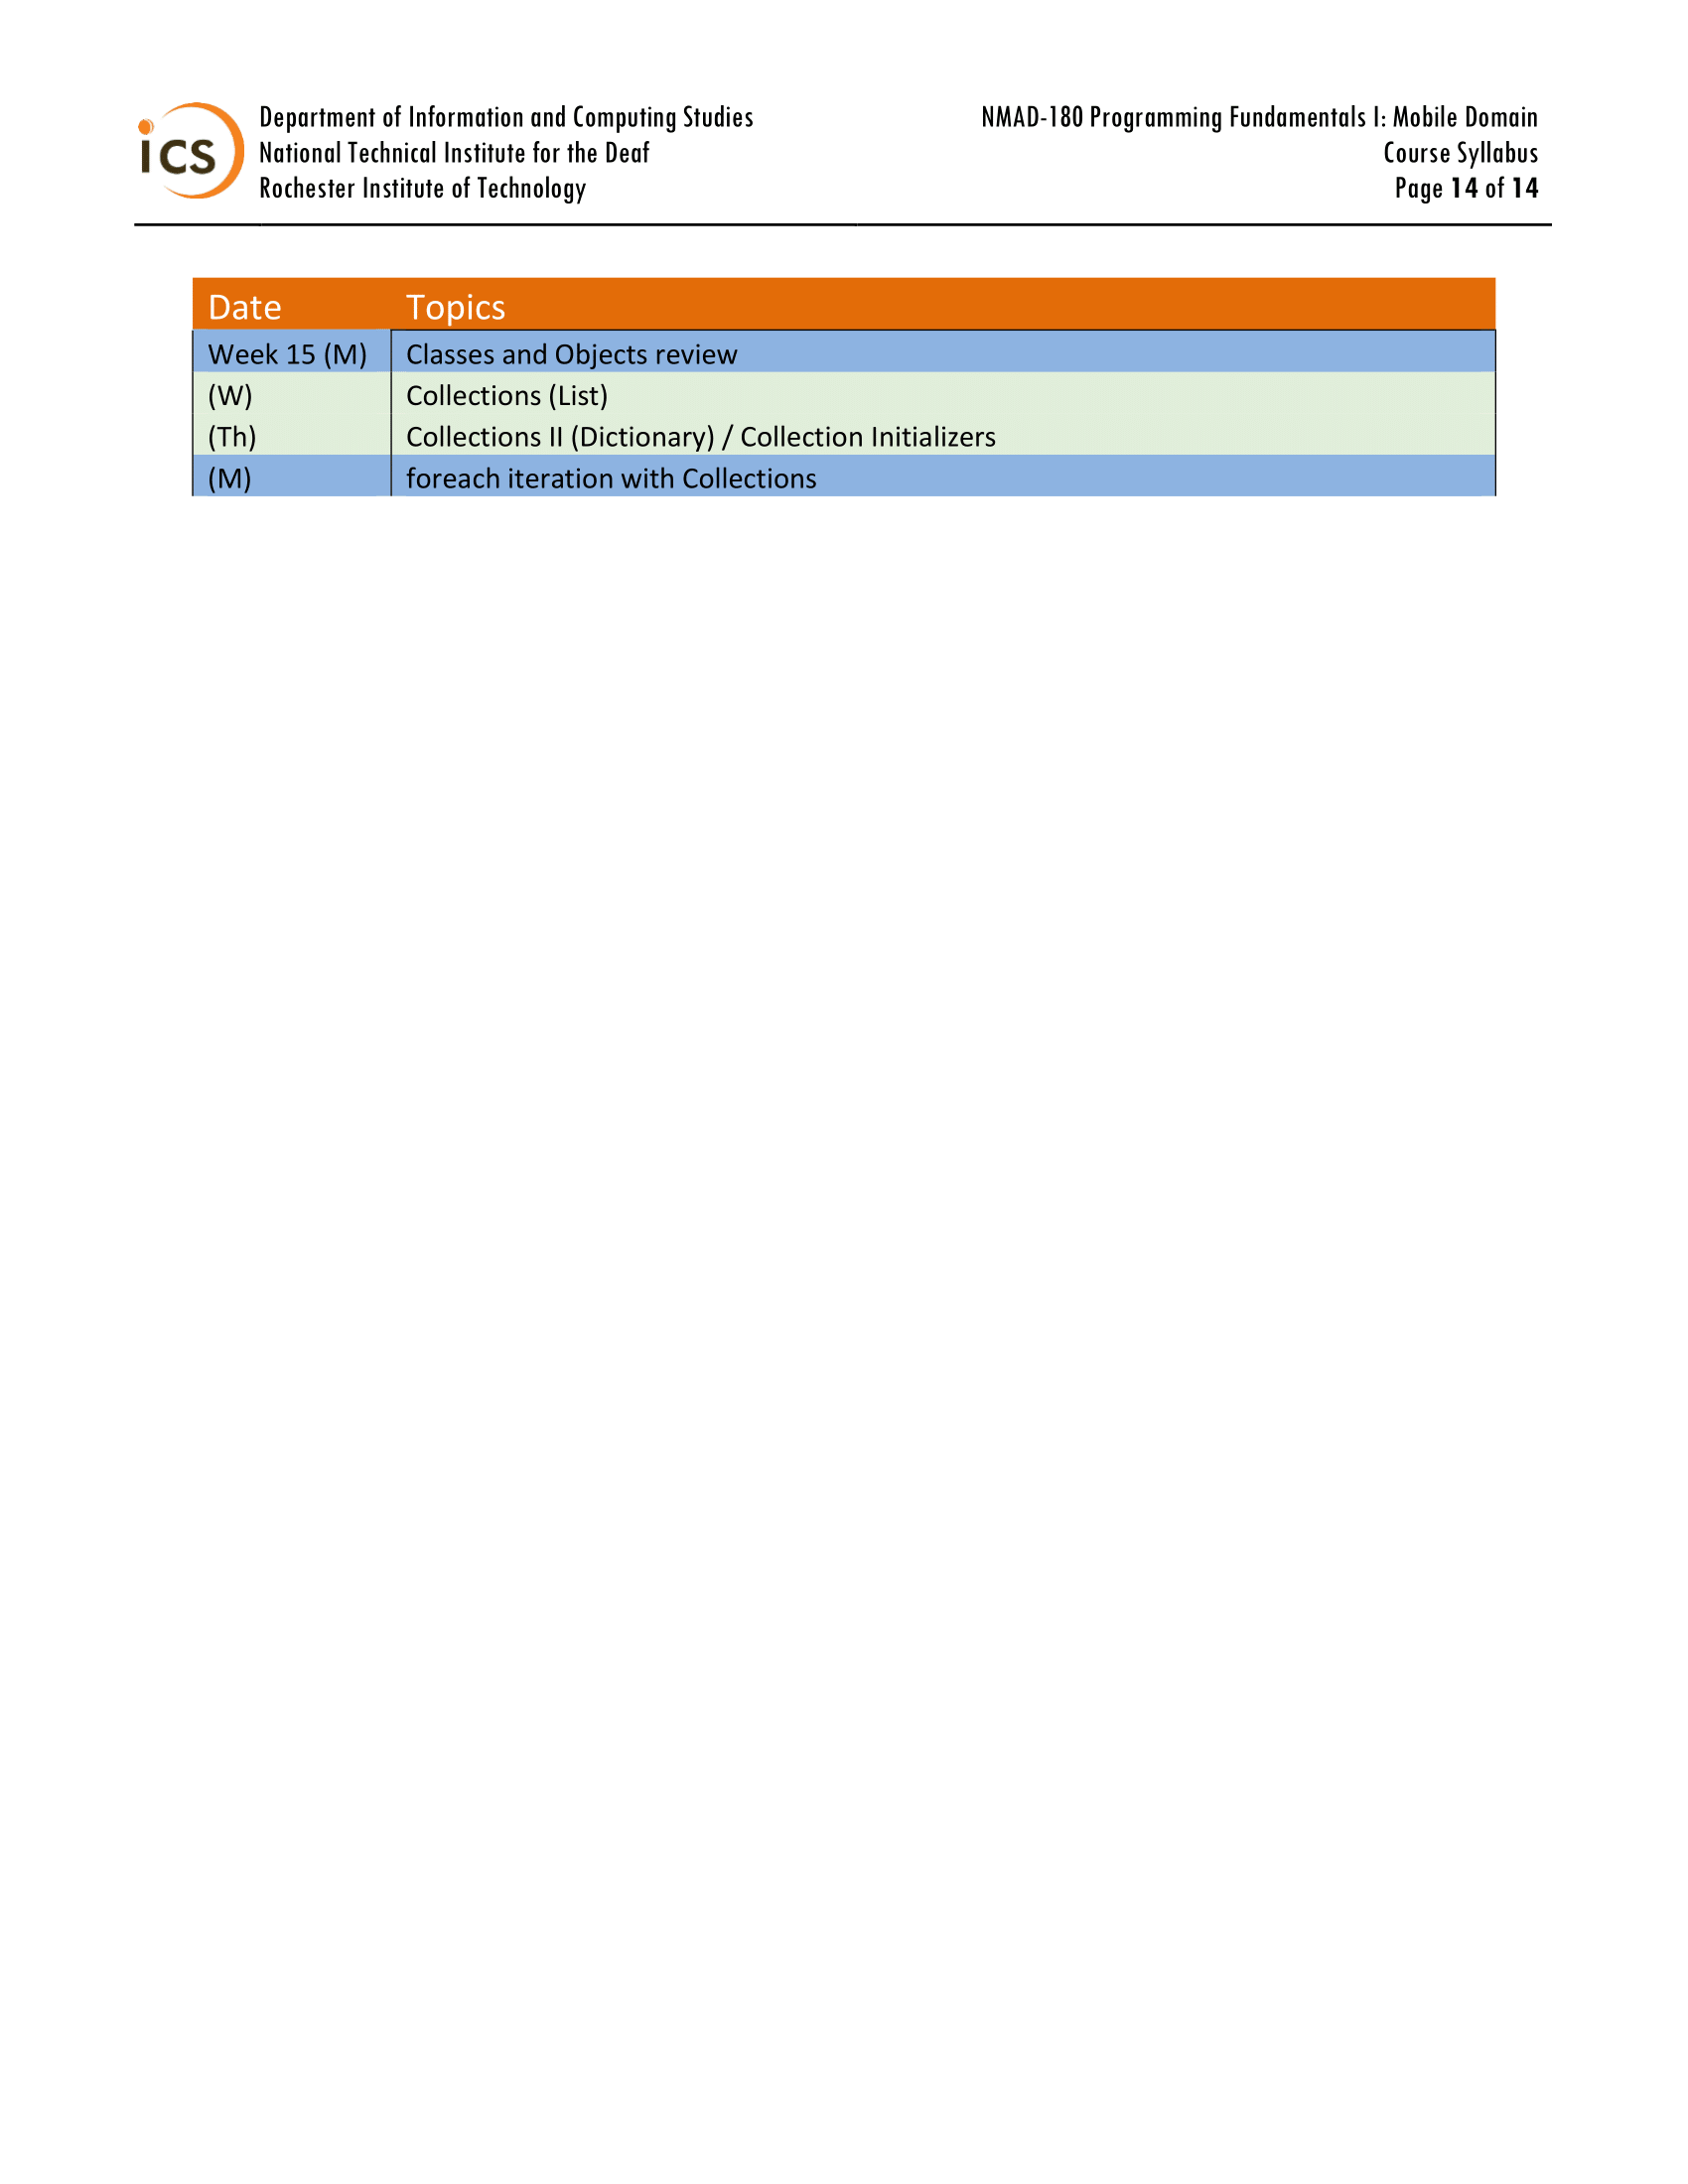 ics
Department of Information and Computing Studies
National Technical Institute for the Deaf
Rochester Institute of Technology
NMAD-180 Programming Fundamentals I: Mobile Domain
Course Syllabus
Page 14 of 14
Date Topics
Week 15 (M) Classes and Objects review
(W) Collections (List)
(Th) Collections II (Dictionary) / Collection Initializers
(M) foreach iteration with Collections